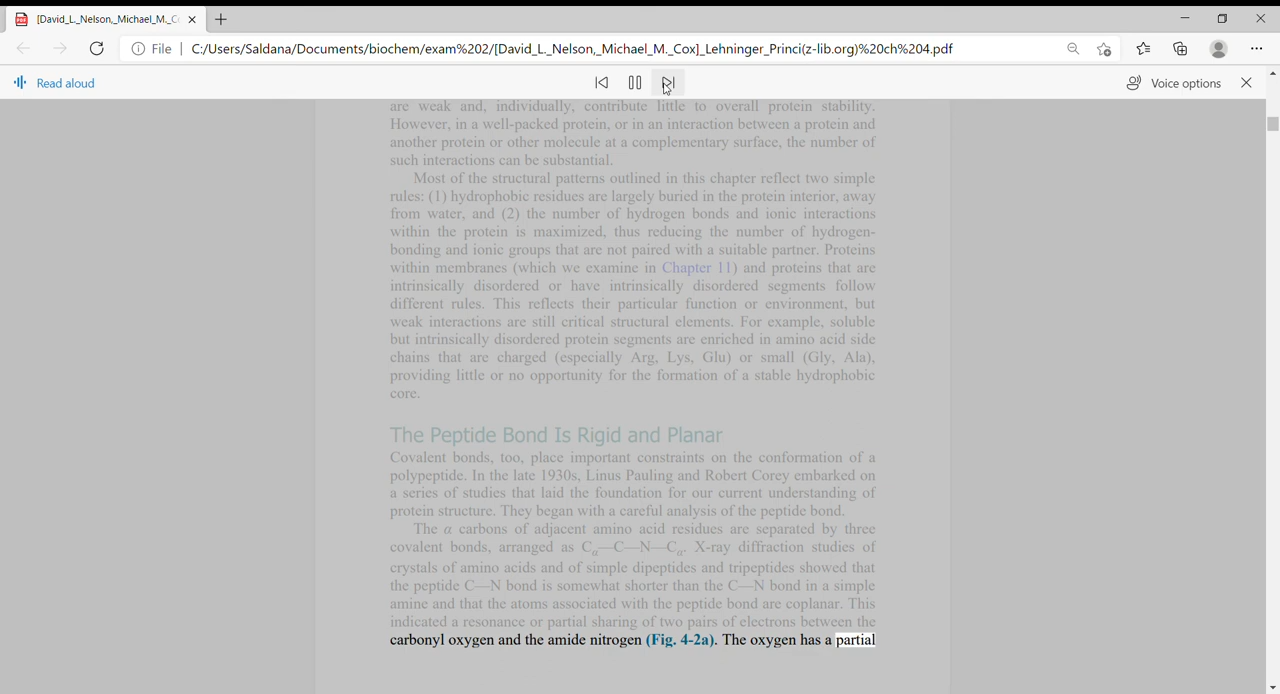 [David_L._Nelson,_Michael_M._C
File | C:/Users/Saldana/Documents/biochem/exam%202/[David_L._Nelson,_Michael_M._Cox]_Lehninger_Princi(z-lib.org)%20ch%204.pdf
Read aloud
Voice options
are weak and, individually, contribute little to overall protein stability.
However, in a well-packed protein, or in an interaction between a protein and
another protein or other molecule at a complementary surface, the number of
such interactions can be substantial.
Most of the structural patterns outlined in this chapter reflect two simple
rules: (1) hydrophobic residues are largely buried in the protein interior, away
from water, and (2) the number of hydrogen bonds and ionic interactions
within the protein is maximized, thus reducing the number of hydrogen-
bonding and ionic groups that are not paired with a suitable partner. Proteins
within membranes (which we examine in Chapter 11) and proteins that are
intrinsically disordered or have intrinsically disordered segments follow
different rules. This reflects their particular function or environment, but
weak interactions are still critical structural elements. For example, soluble
but intrinsically disordered protein segments are enriched in amino acid side
chains that are charged (especially Arg, Lys, Glu) or small (Gly, Ala),
providing little or no opportunity for the formation of a stable hydrophobic
core.
The Peptide Bond Is Rigid and Planar
Covalent bonds, too, place important constraints on the conformation of a
polypeptide. In the late 1930s, Linus Pauling and Robert Corey embarked on
a series of studies that laid the foundation for our current understanding of
protein structure. They began with a careful analysis of the peptide bond.
The α carbons of adjacent amino acid residues are separated by three
covalent bonds, arranged as Cα—C—N—Cα. X-ray diffraction studies of
crystals of amino acids and of simple dipeptides and tripeptides showed that
the peptide C—N bond is somewhat shorter than the C—N bond in a simple
amine and that the atoms associated with the peptide bond are coplanar. This
indicated a resonance or partial sharing of two pairs of electrons between the
carbonyl oxygen and the amide nitrogen (Fig. 4-2a). The oxygen has a partial